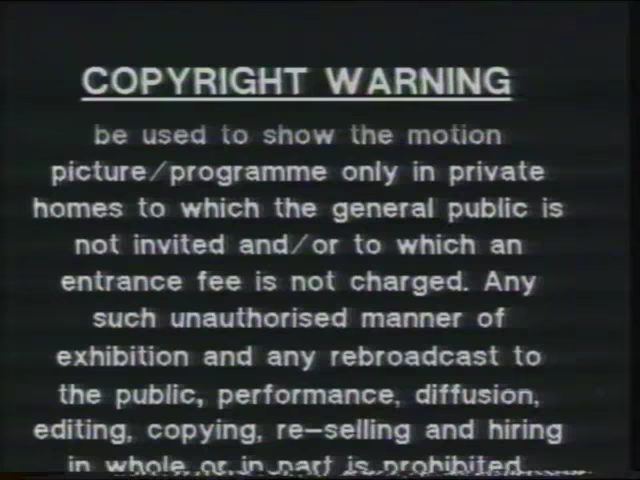 COPYRIGHT WARNING
be used to show the motion
picture/programme only in private
homes to which the general public is
not invited and/or to which an
entrance fee is not charged. Any
such unauthorised manner of
exhibition and any rebroadcast to
the public, performance, diffusion,
editing, copying, re-selling and hiring
in whole or in part is prohibited